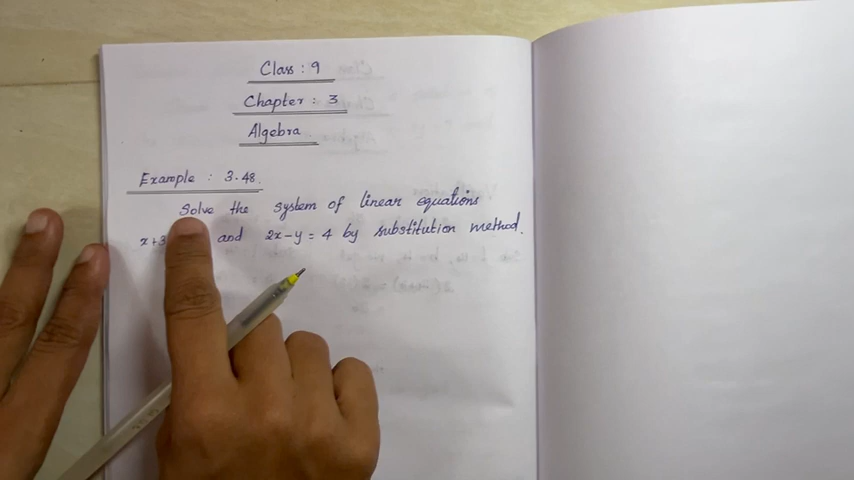 Class : 9
Chapter : 3
Algebra
Example : 3.48
Solve the system of linear equations
x+3 and 2x-y = 4 by substitution method.